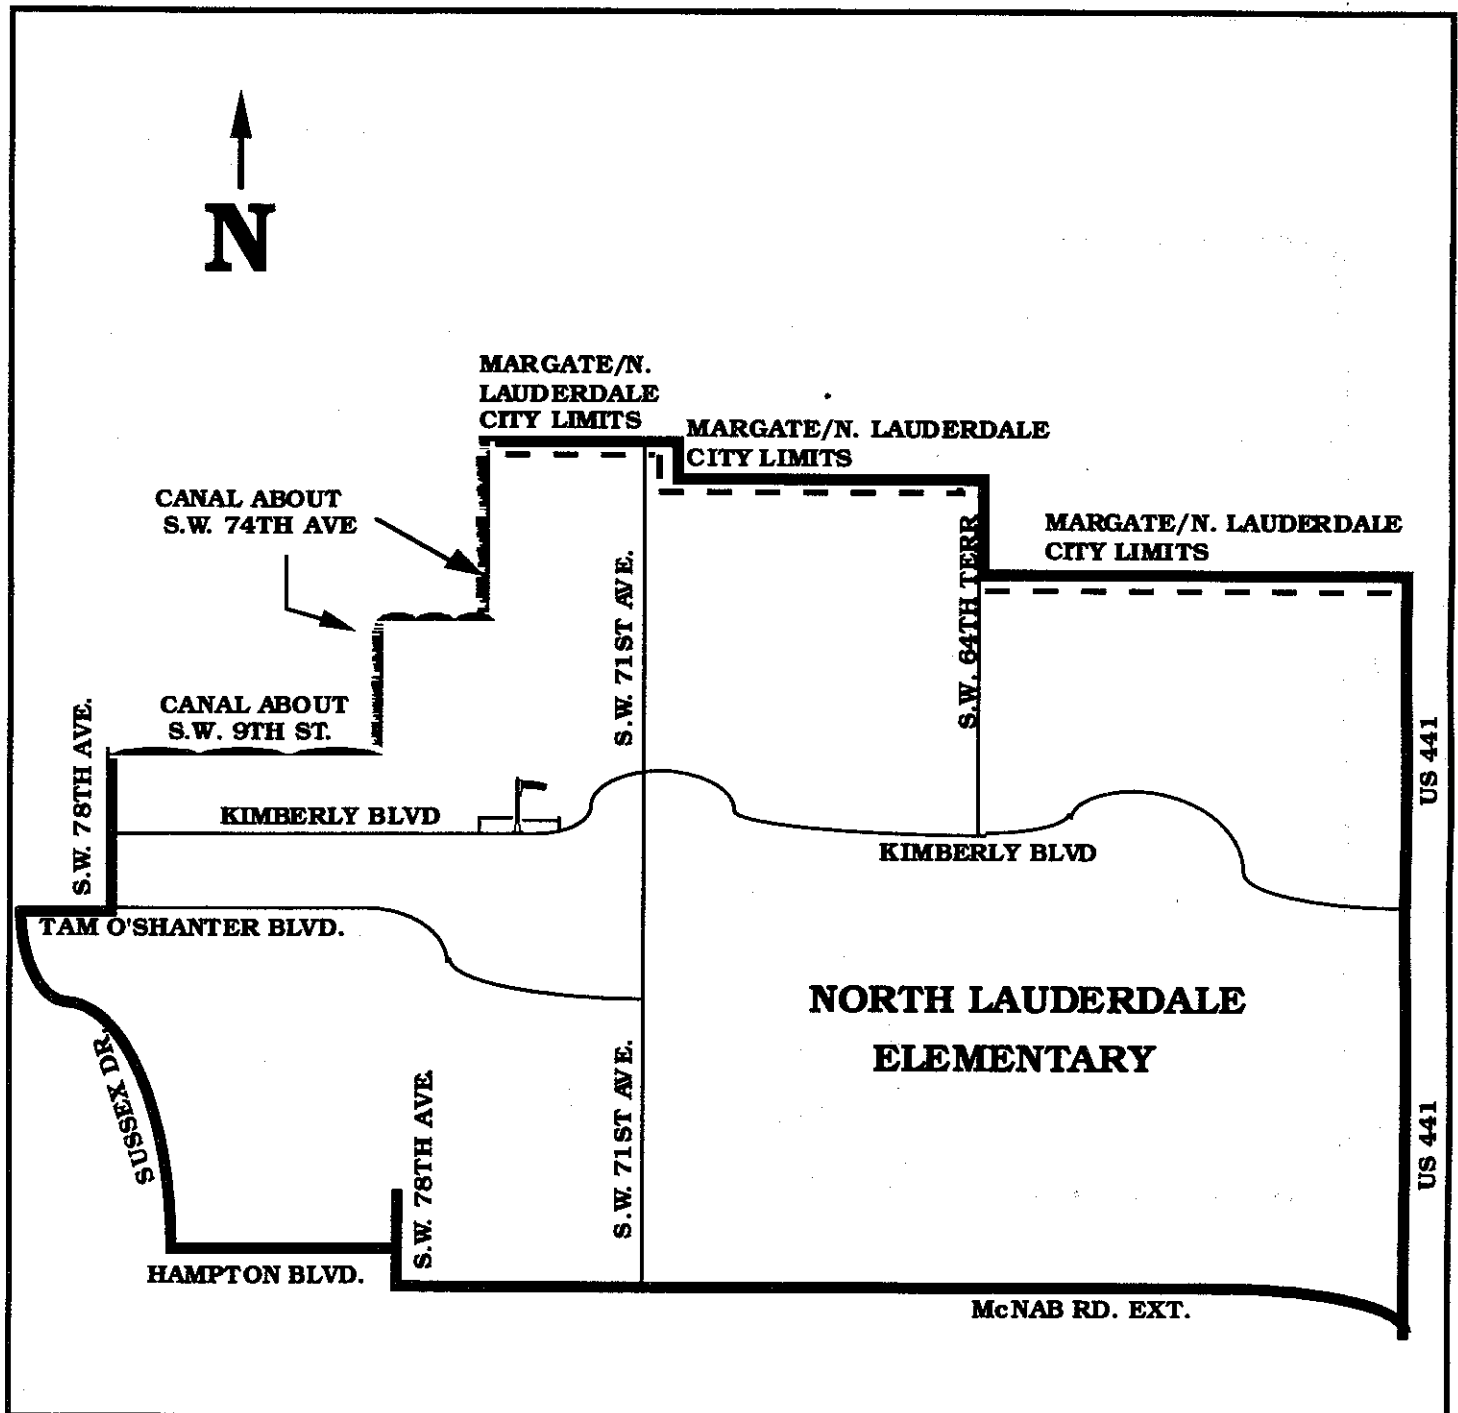 N
MARGATE/N.
LAUDERDALE
CITY LIMITS
MARGATE/N. LAUDERDALE
CITY LIMITS
CANAL ABOUT
S.W. 74TH AVE
MARGATE/N. LAUDERDALE
CITY LIMITS
S.W. 71ST AVE.
S.W. 64TH TERR
CANAL ABOUT
S.W. 9TH ST.
S.W. 78TH AVE.
US 441
KIMBERLY BLVD
KIMBERLY BLVD
TAM O'SHANTER BLVD.
NORTH LAUDERDALE
ELEMENTARY
SUSSEX DR.
S.W. 78TH AVE.
S.W. 71ST AVE.
US 441
HAMPTON BLVD.
McNAB RD. EXT.